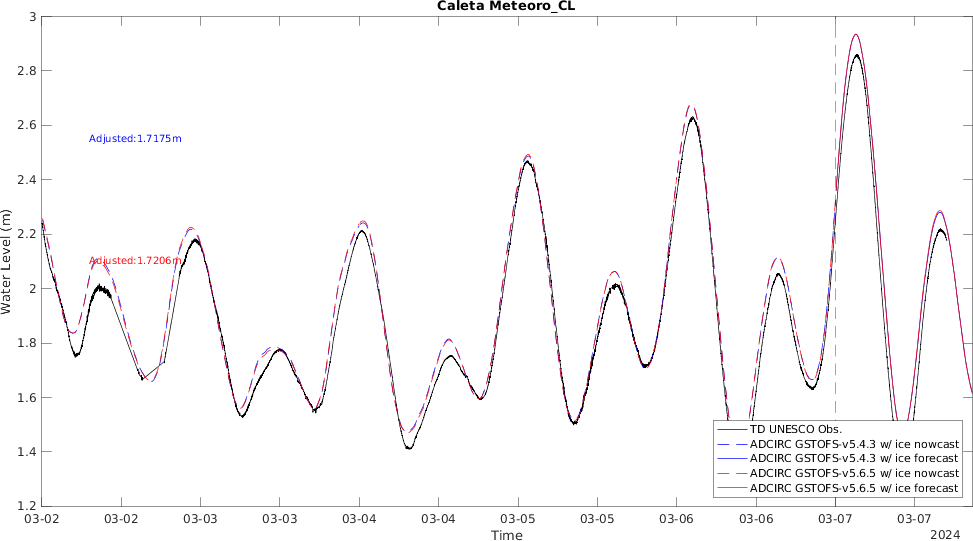 Caleta Meteoro_CL
3
2.8
2.6
2.4
2.2
2
1.8
1.6
1.4
1.2
Water Level (m)
Adjusted:1.7175m
Adjusted:1.7206m
TD UNESCO Obs.
ADCIRC GSTOFS-v5.4.3 w/ ice nowcast
ADCIRC GSTOFS-v5.4.3 w/ ice forecast
ADCIRC GSTOFS-v5.6.5 w/ ice nowcast
ADCIRC GSTOFS-v5.6.5 w/ ice forecast
03-02 03-02 03-03 03-03 03-04 03-04 03-05 03-05 03-06 03-06 03-07 03-07
Time
2024